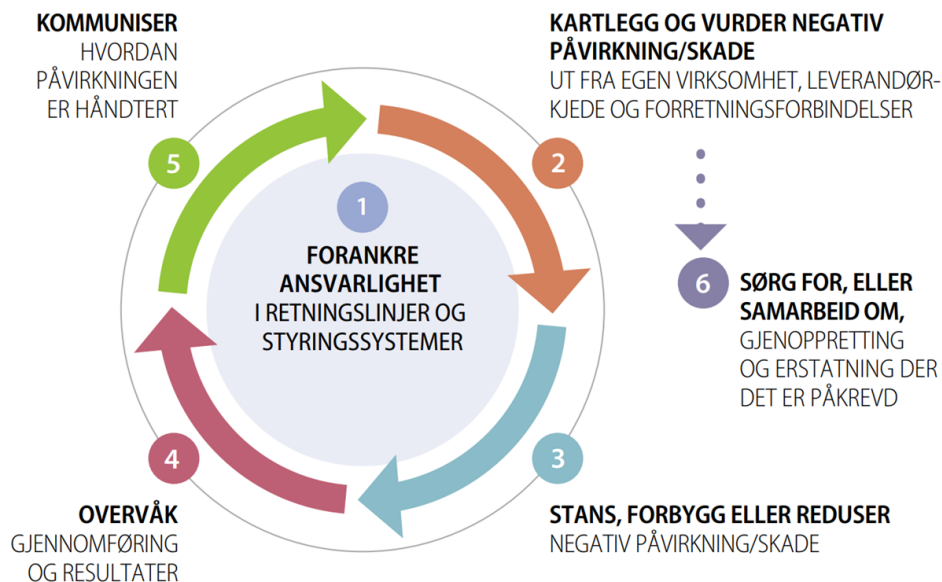 KOMMUNISER
HVORDAN
PÅVIRKNINGEN
ER HÅNDTERT
5
KARTLEGG OG VURDER NEGATIV
PÅVIRKNING/SKADE
UT FRA EGEN VIRKSOMHET, LEVERANDØR-
KJEDE OG FORRETNINGSFORBINDELSER
2
1
FORANKRE
ANSVARLIGHET
I RETNINGSLINJER OG
STYRINGSSYSTEMER
6
SØRG FOR, ELLER
SAMARBEID OM,
GJENOPPRETTING
OG ERSTATNING DER
DET ER PÅKREVD
4
OVERVÅK
GJENNOMFØRING
OG RESULTATER
3
STANS, FORBYGG ELLER REDUSER
NEGATIV PÅVIRKNING/SKADE